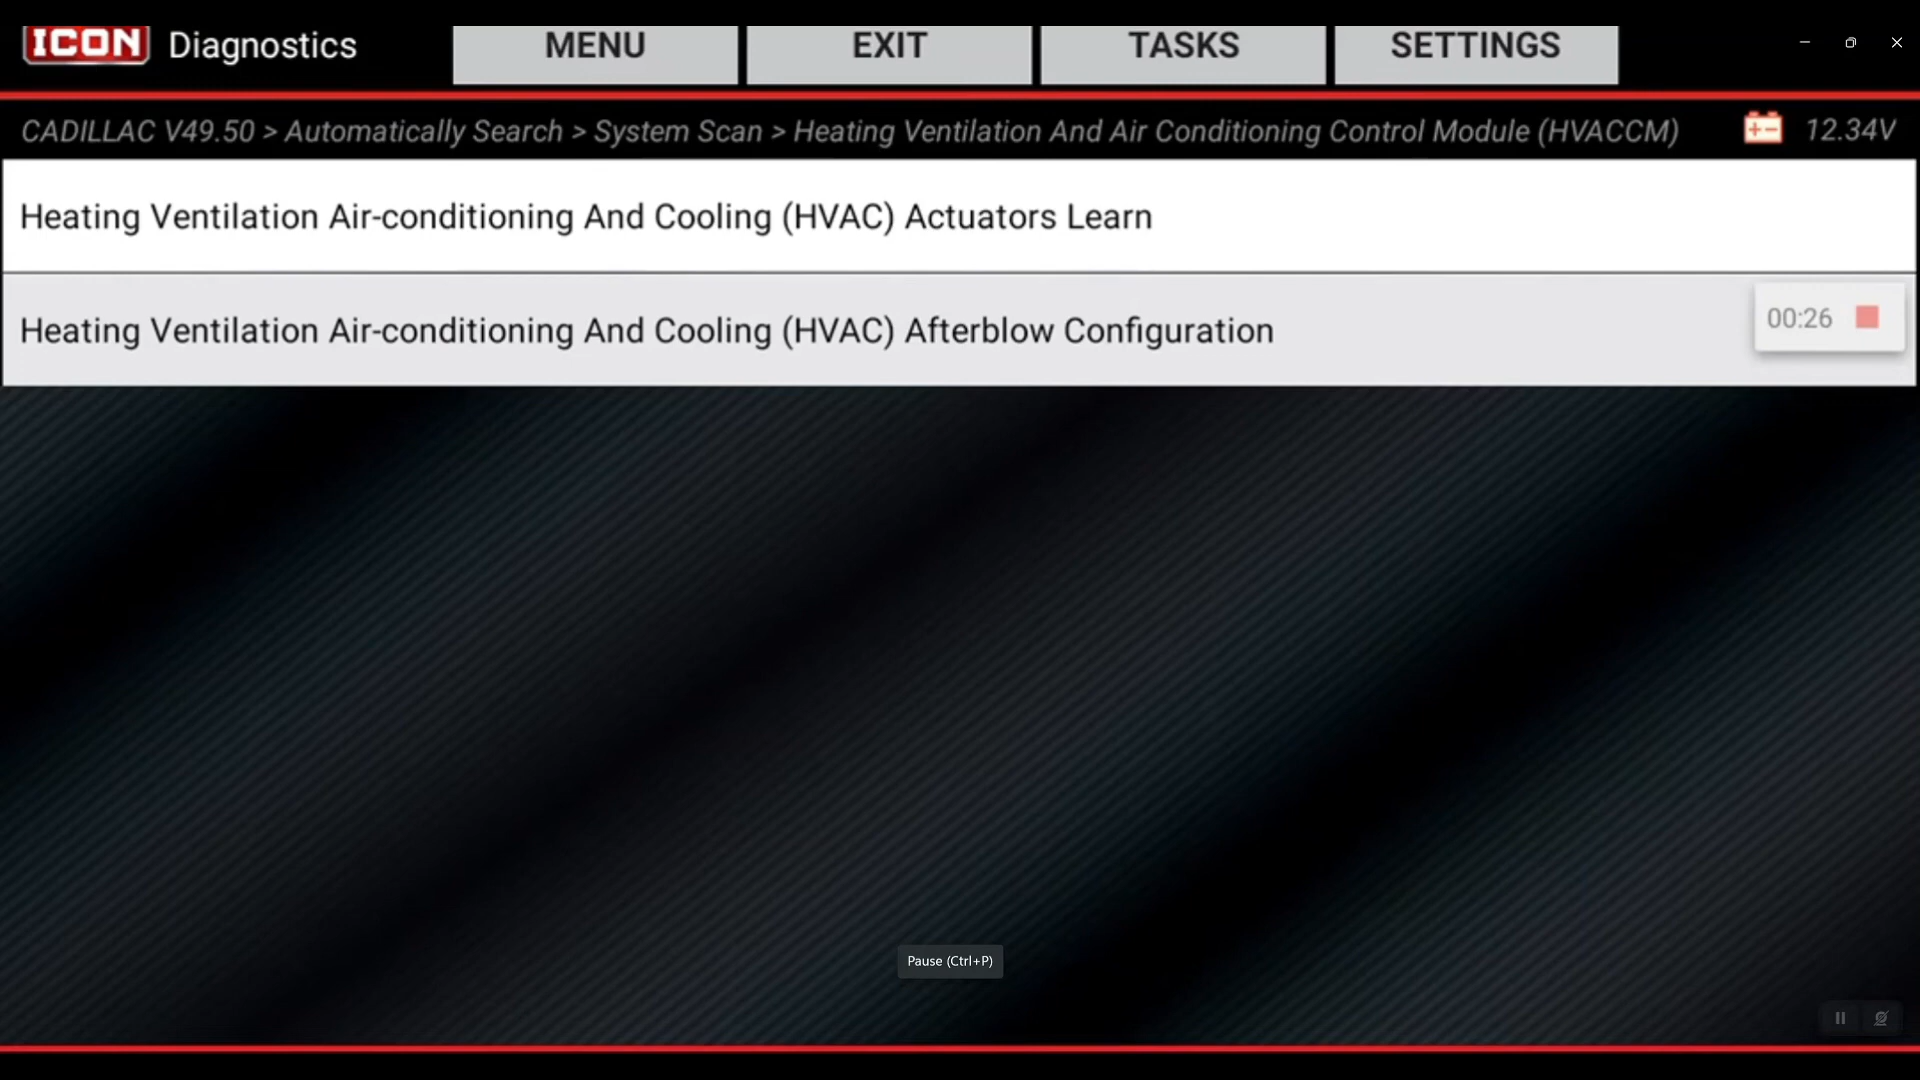 ICON Diagnostics MENU EXIT TASKS SETTINGS
CADILLAC V49.50 > Automatically Search > System Scan > Heating Ventilation And Air Conditioning Control Module (HVACCM) 12.34V
Heating Ventilation Air-conditioning And Cooling (HVAC) Actuators Learn
Heating Ventilation Air-conditioning And Cooling (HVAC) Afterblow Configuration
00:26
Pause (Ctrl+P)